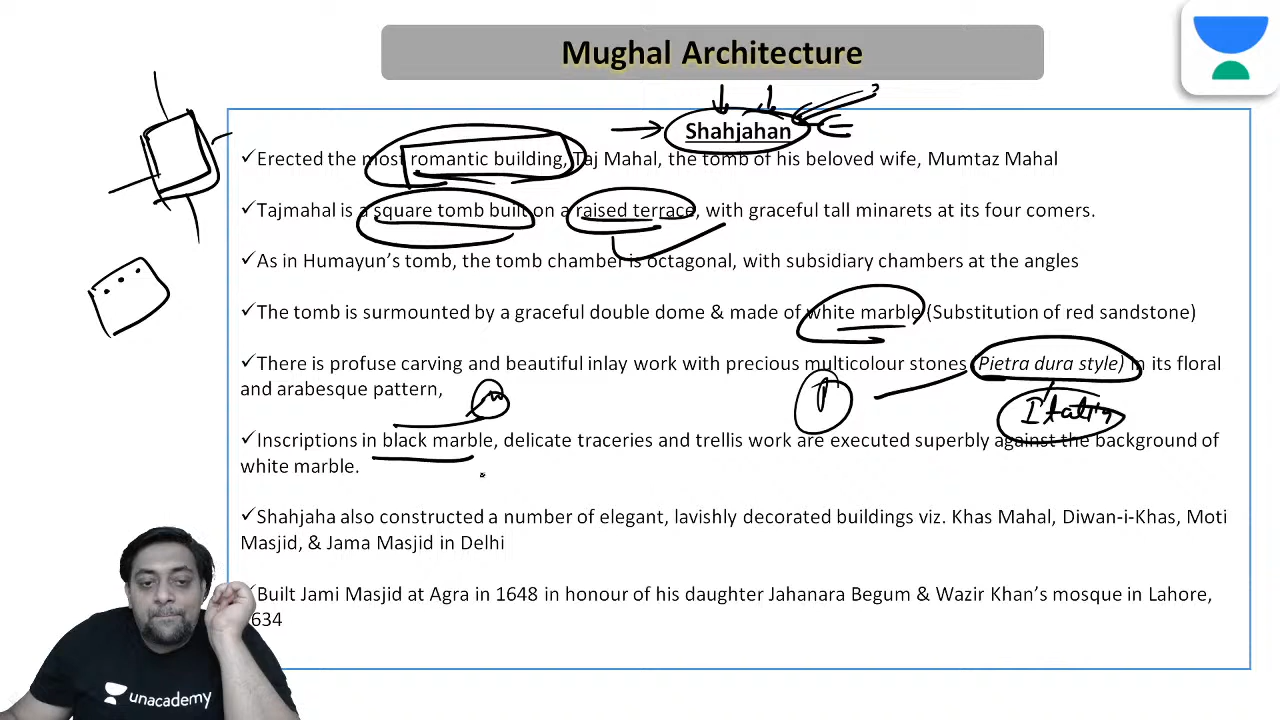 Mughal Architecture
Shahjahan
✓Erected the most romantic building, Taj Mahal, the tomb of his beloved wife, Mumtaz Mahal
✓Tajmahal is a square tomb built on a raised terrace, with graceful tall minarets at its four comers.
✓As in Humayun's tomb, the tomb chamber is octagonal, with subsidiary chambers at the angles
✓The tomb is surmounted by a graceful double dome & made of white marble (Substitution of red sandstone)
✓There is profuse carving and beautiful inlay work with precious multicolour stones (Pietra dura style) in its floral
and arabesque pattern,
✓Inscriptions in black marble, delicate traceries and trellis work are executed superbly against the background of
white marble.
✓Shahjaha also constructed a number of elegant, lavishly decorated buildings viz. Khas Mahal, Diwan-i-Khas, Moti
Masjid, & Jama Masjid in Delhi
Built Jami Masjid at Agra in 1648 in honour of his daughter Jahanara Begum & Wazir Khan's mosque in Lahore,
634
unacademy